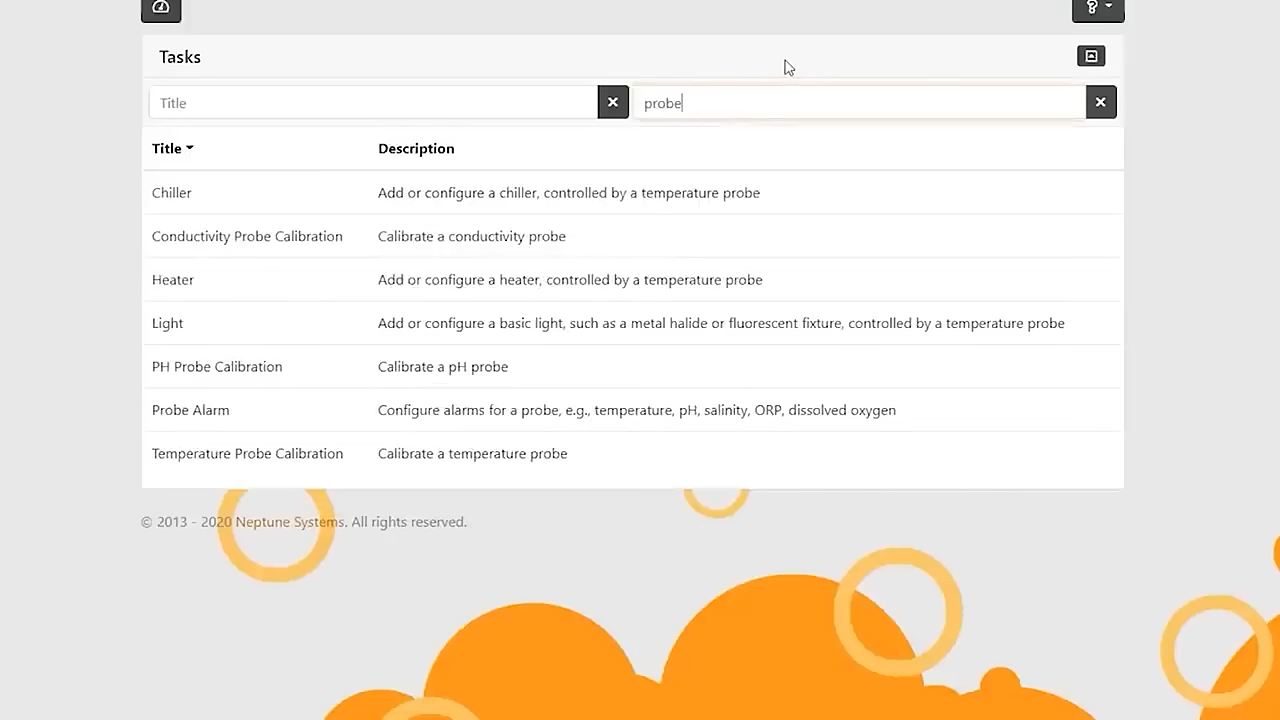 Tasks
Title
probe
Title
Description
Chiller
Add or configure a chiller, controlled by a temperature probe
Conductivity Probe Calibration
Calibrate a conductivity probe
Heater
Add or configure a heater, controlled by a temperature probe
Light
Add or configure a basic light, such as a metal halide or fluorescent fixture, controlled by a temperature probe
PH Probe Calibration
Calibrate a pH probe
Probe Alarm
Configure alarms for a probe, e.g., temperature, pH, salinity, ORP, dissolved oxygen
Temperature Probe Calibration
Calibrate a temperature probe
© 2013 - 2020 Neptune Systems. All rights reserved.